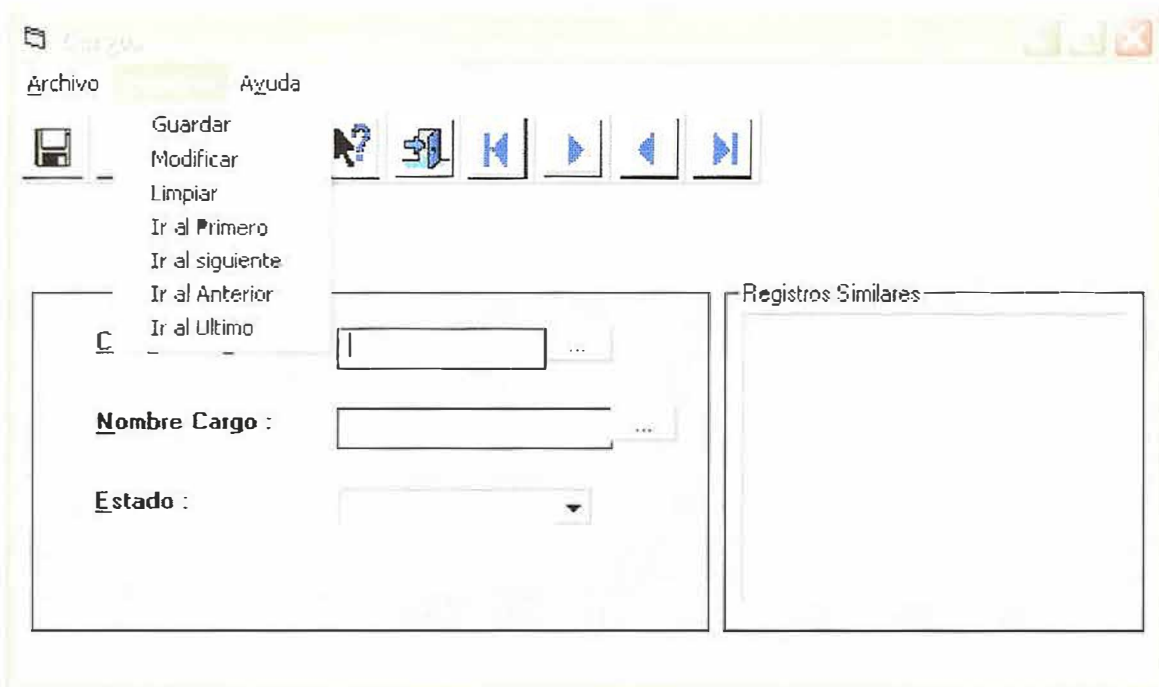 Archivo Ayuda
Guardar
Modificar
Limpiar
Ir al Primero
Ir al siguiente
Ir al Anterior
Ir al Ultimo
Registros Similares
C
...
Nombre Cargo :
...
Estado :